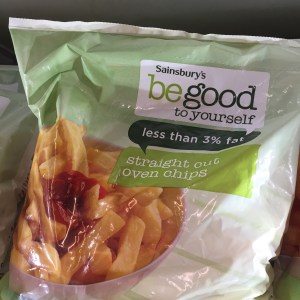 Sainsbury's
be good
to yourself
less than 3% fat
straight cut
oven chips